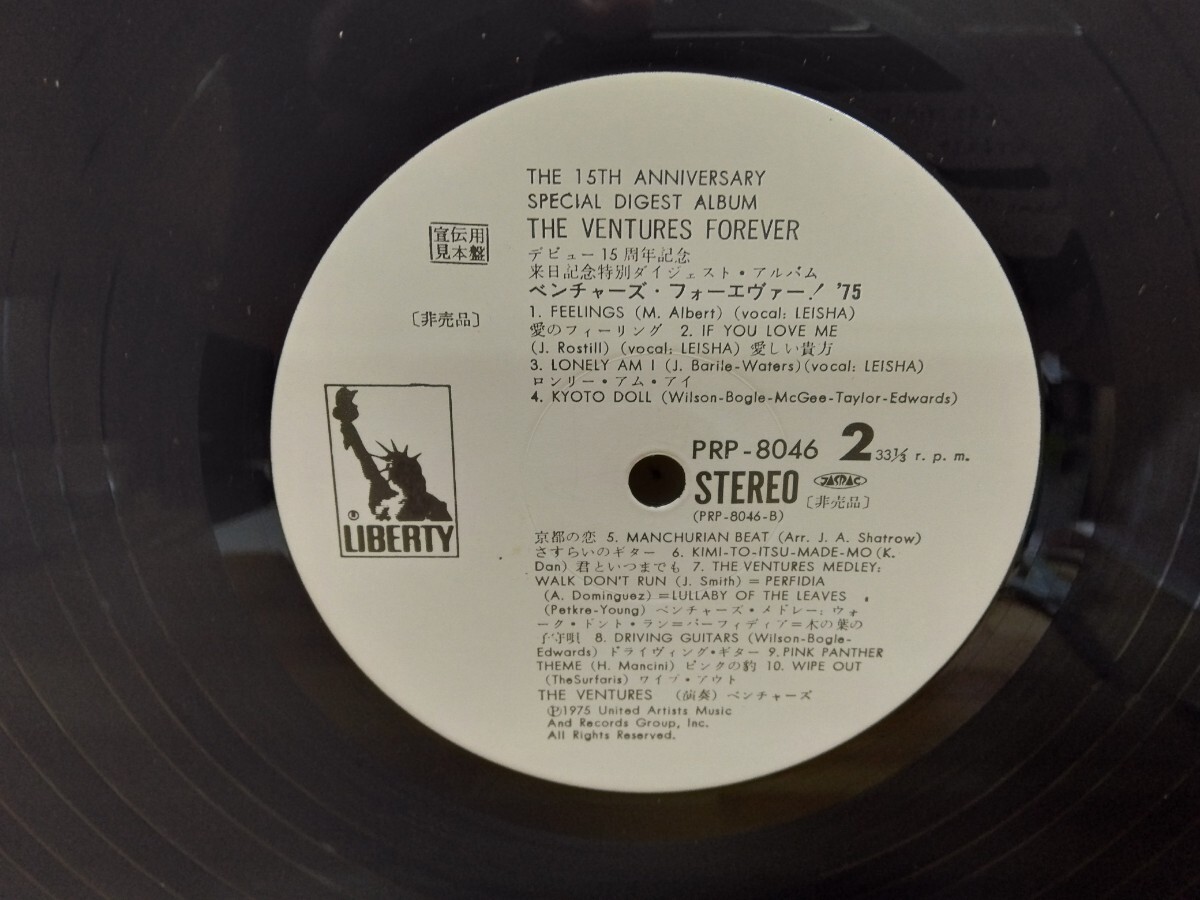 THE 15TH ANNIVERSARY
SPECIAL DIGEST ALBUM
THE VENTURES FOREVER
宣伝用
見本盤
デビュー15周年記念
来日記念特別ダイジェスト・アルバム
ベンチャーズ・フォーエヴァー! '75
〔非売品〕
1. FEELINGS (M. Albert) (vocal: LEISHA)
愛のフィーリング 2. IF YOU LOVE ME
(J. Rostill) (vocal: LEISHA) 愛しい貴方
3. LONELY AM I (J. Barile-Waters)(vocal: LEISHA)
ロンリー・アム・アイ
4. KYOTO DOLL (Wilson-Bogle-McGee-Taylor-Edwards)
PRP-8046 2 33⅓ r. p. m.
STEREO JASRAC
〔非売品〕
(PRP-8046-B)
® LIBERTY
京都の恋 5. MANCHURIAN BEAT (Arr. J. A. Shatrow)
さすらいのギター 6. KIMI-TO-ITSU-MADE-MO (K.
Dan) 君といつまでも 7. THE VENTURES MEDLEY:
WALK DON'T RUN (J. Smith) = PERFIDIA
(A. Dominguez) =LULLABY OF THE LEAVES
(Petkre-Young) ベンチャーズ・メドレー: ウォ
ーク・ドント・ラン=パーフィディア=木の葉の
子守唄 8. DRIVING GUITARS (Wilson-Bogle-
Edwards) ドライヴィング・ギター 9. PINK PANTHER
THEME (H. Mancini) ピンクの豹 10. WIPE OUT
(TheSurfaris) ワイプ・アウト
THE VENTURES (演奏) ベンチャーズ
Ⓟ1975 United Artists Music
And Records Group, Inc.
All Rights Reserved.